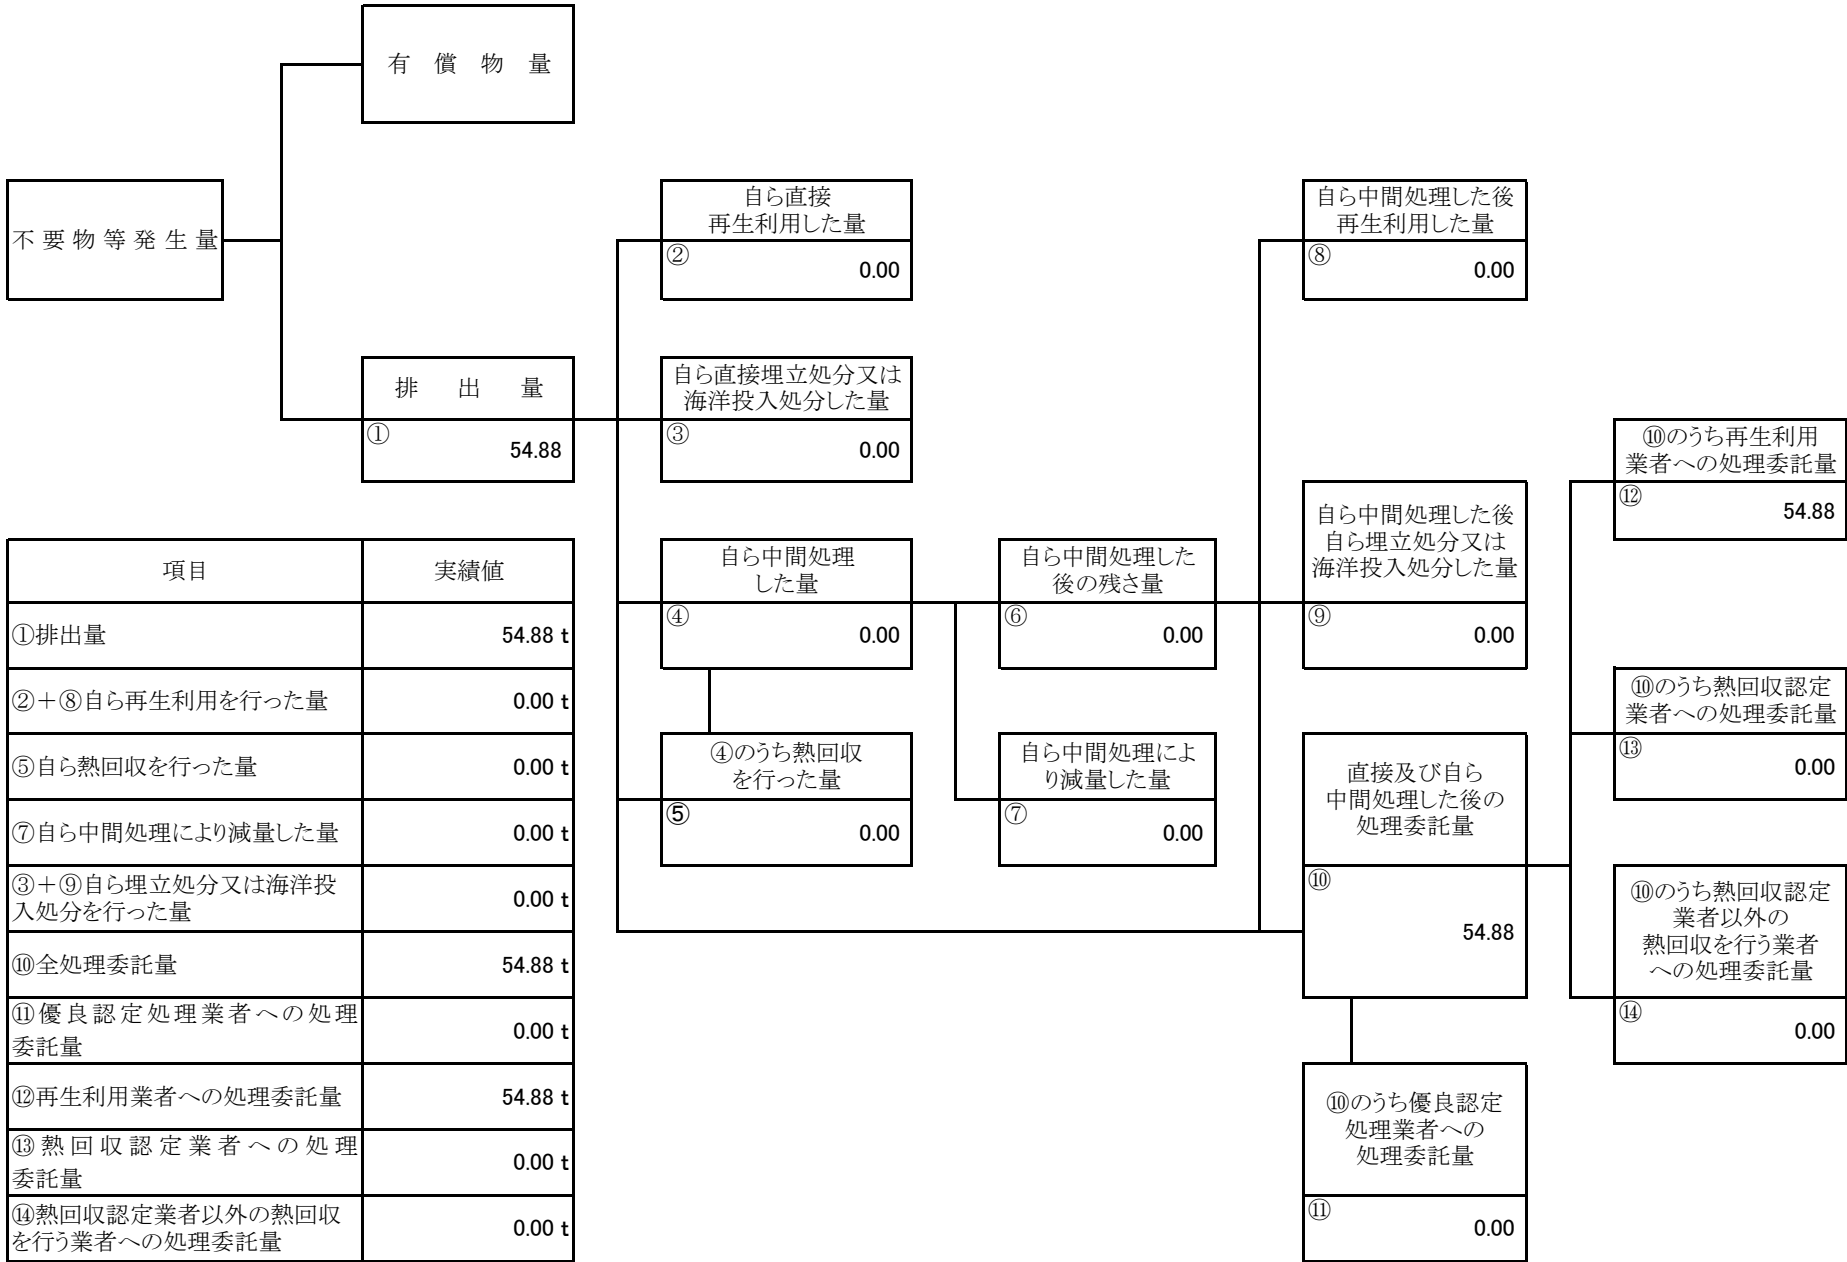 有償物量
不要物等発生量
排出量
①
54.88
自ら直接
再生利用した量
②
0.00
自ら直接埋立処分又は
海洋投入処分した量
③
0.00
自ら中間処理
した量
④
0.00
④のうち熱回収
を行った量
⑤
0.00
自ら中間処理した
後の残さ量
⑥
0.00
自ら中間処理によ
り減量した量
⑦
0.00
自ら中間処理した後
再生利用した量
⑧
0.00
自ら中間処理した後
自ら埋立処分又は
海洋投入処分した量
⑨
0.00
直接及び自ら
中間処理した後の
処理委託量
⑩
54.88
⑩のうち優良認定
処理業者への
処理委託量
⑪
0.00
⑩のうち再生利用
業者への処理委託量
⑫
54.88
⑩のうち熱回収認定
業者への処理委託量
⑬
0.00
⑩のうち熱回収認定
業者以外の
熱回収を行う業者
への処理委託量
⑭
0.00
項目 実績値
①排出量 54.88 t
②+⑧自ら再生利用を行った量 0.00 t
⑤自ら熱回収を行った量 0.00 t
⑦自ら中間処理により減量した量 0.00 t
③+⑨自ら埋立処分又は海洋投
入処分を行った量 0.00 t
⑩全処理委託量 54.88 t
⑪優良認定処理業者への処理
委託量 0.00 t
⑫再生利用業者への処理委託量 54.88 t
⑬熱回収認定業者への処理
委託量 0.00 t
⑭熱回収認定業者以外の熱回収
を行う業者への処理委託量 0.00 t